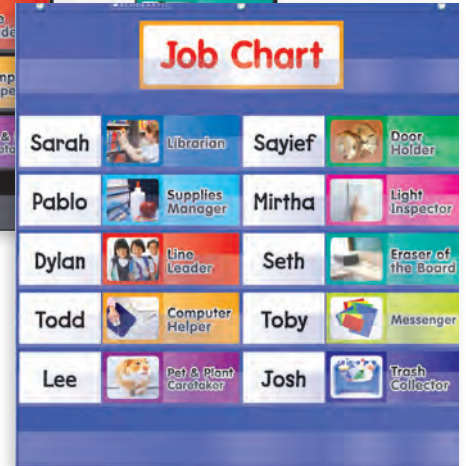 SCHOLASTIC
Job Chart
Sarah
Librarian
Sayief
Door
Holder
Pablo
Supplies
Manager
Mirtha
Light
Inspector
Dylan
Line
Leader
Seth
Eraser of
the Board
Todd
Computer
Helper
Toby
Messenger
Lee
Pet & Plant
Caretaker
Josh
Trash
Collector